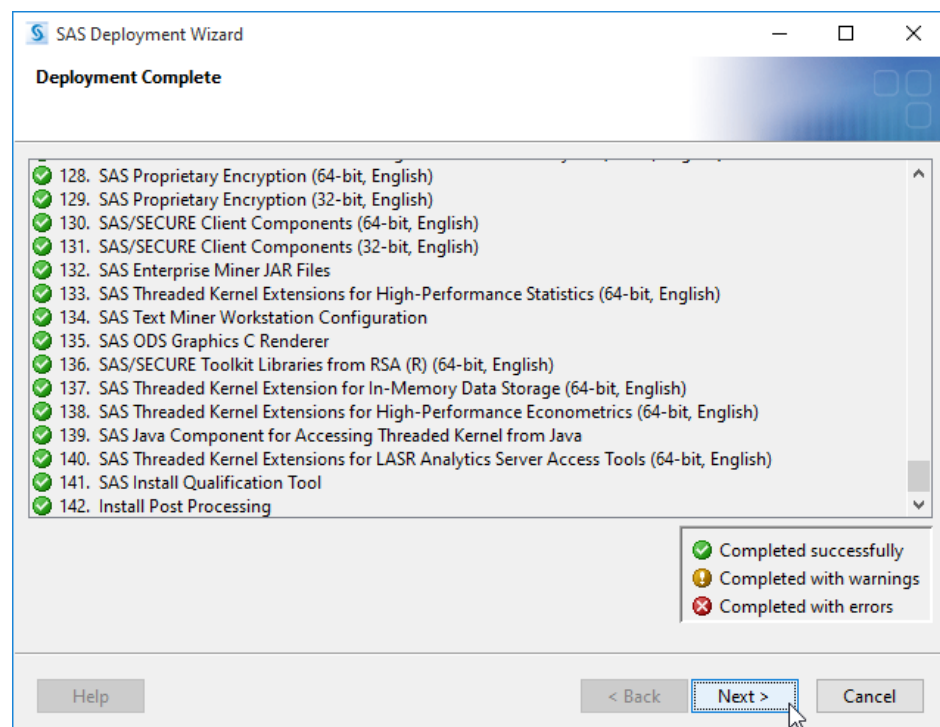 SAS Deployment Wizard
Deployment Complete
128. SAS Proprietary Encryption (64-bit, English)
129. SAS Proprietary Encryption (32-bit, English)
130. SAS/SECURE Client Components (64-bit, English)
131. SAS/SECURE Client Components (32-bit, English)
132. SAS Enterprise Miner JAR Files
133. SAS Threaded Kernel Extensions for High-Performance Statistics (64-bit, English)
134. SAS Text Miner Workstation Configuration
135. SAS ODS Graphics C Renderer
136. SAS/SECURE Toolkit Libraries from RSA (R) (64-bit, English)
137. SAS Threaded Kernel Extension for In-Memory Data Storage (64-bit, English)
138. SAS Threaded Kernel Extensions for High-Performance Econometrics (64-bit, English)
139. SAS Java Component for Accessing Threaded Kernel from Java
140. SAS Threaded Kernel Extensions for LASR Analytics Server Access Tools (64-bit, English)
141. SAS Install Qualification Tool
142. Install Post Processing
Completed successfully
Completed with warnings
Completed with errors
Help < Back Next > Cancel